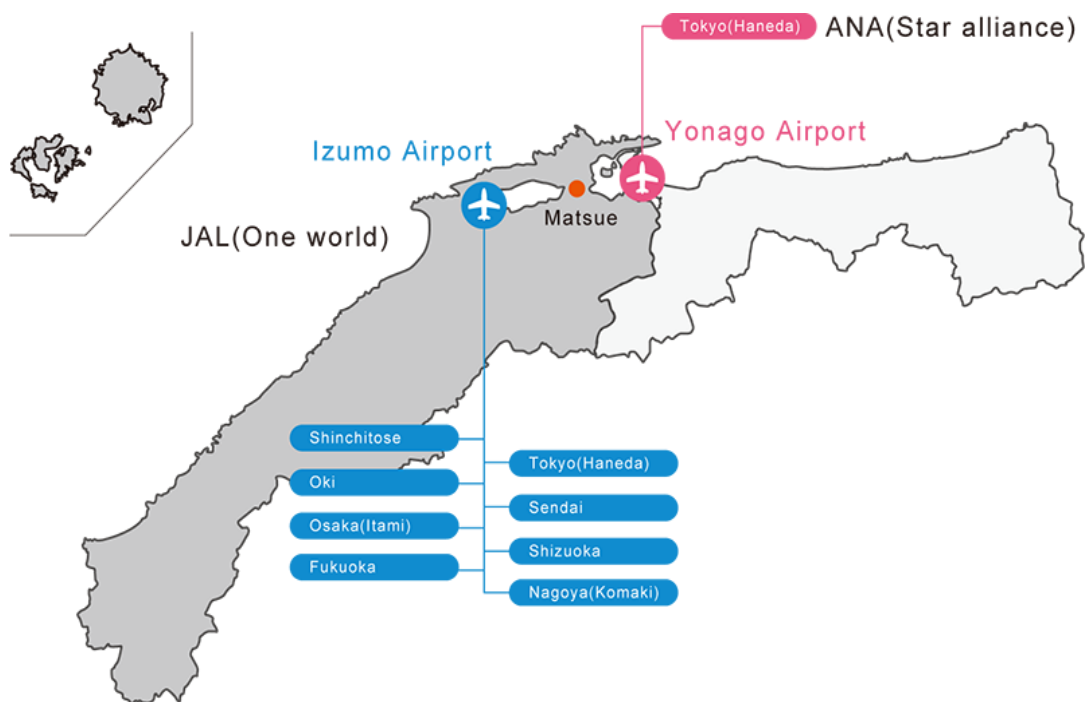 Tokyo(Haneda) ANA(Star alliance)
Yonago Airport
Izumo Airport
Matsue
JAL(One world)
Shinchitose
Tokyo(Haneda)
Oki
Sendai
Osaka(Itami)
Shizuoka
Fukuoka
Nagoya(Komaki)